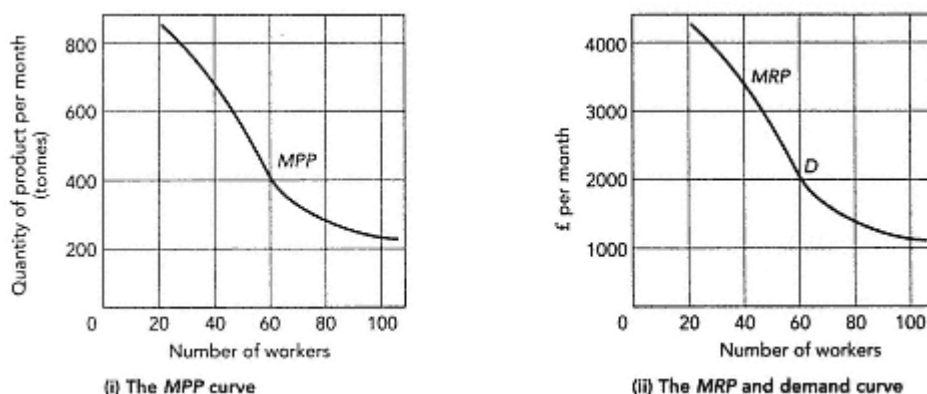 800
600
400
200
0
20
40
60
80
100
Quantity of product per month
(tonnes)
MPP
Number of workers
(i) The MPP curve
4000
3000
2000
1000
0
20
40
60
80
100
£ per month
MRP
D
Number of workers
(ii) The MRP and demand curve